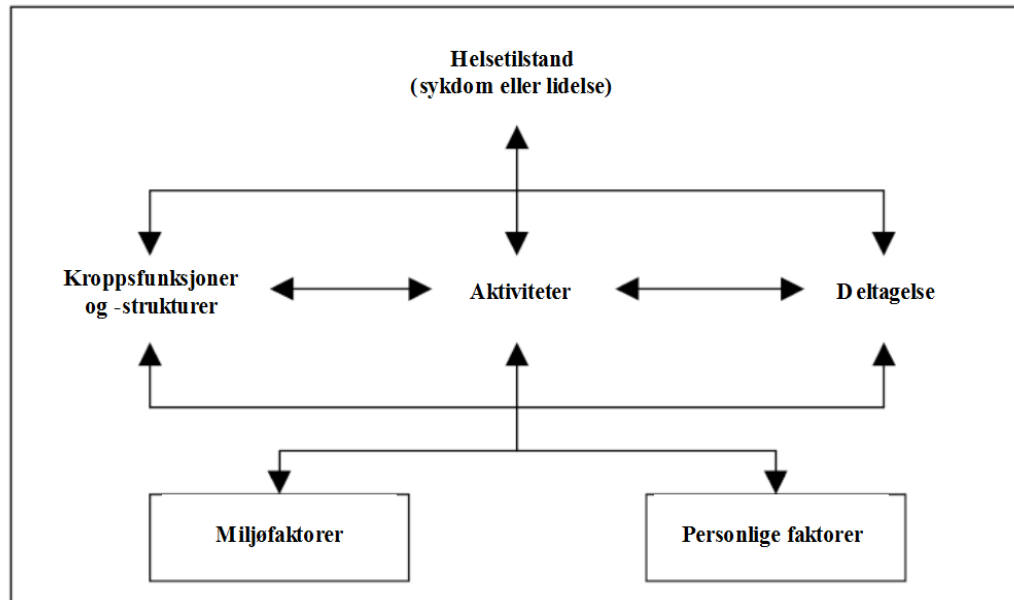 Helsetilstand
(sykdom eller lidelse)
Kroppsfunksjoner
og -strukturer
Aktiviteter
Deltagelse
Miljøfaktorer
Personlige faktorer